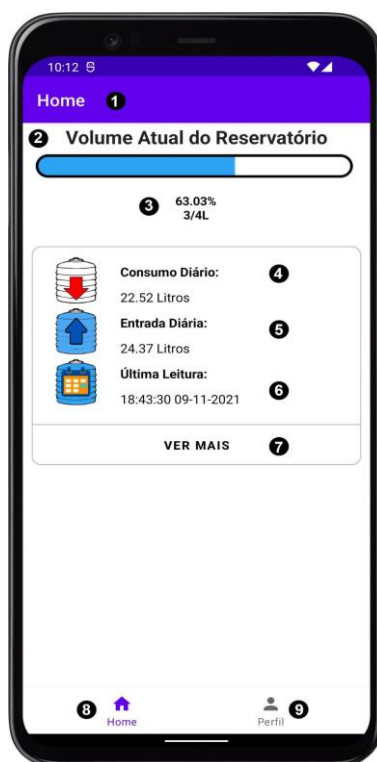 10:12
Home 1
2 Volume Atual do Reservatório
3 63.03%
3/4L
Consumo Diário: 4
22.52 Litros
Entrada Diária: 5
24.37 Litros
Última Leitura:
18:43:30 09-11-2021 6
VER MAIS 7
8 Home
Perfil 9